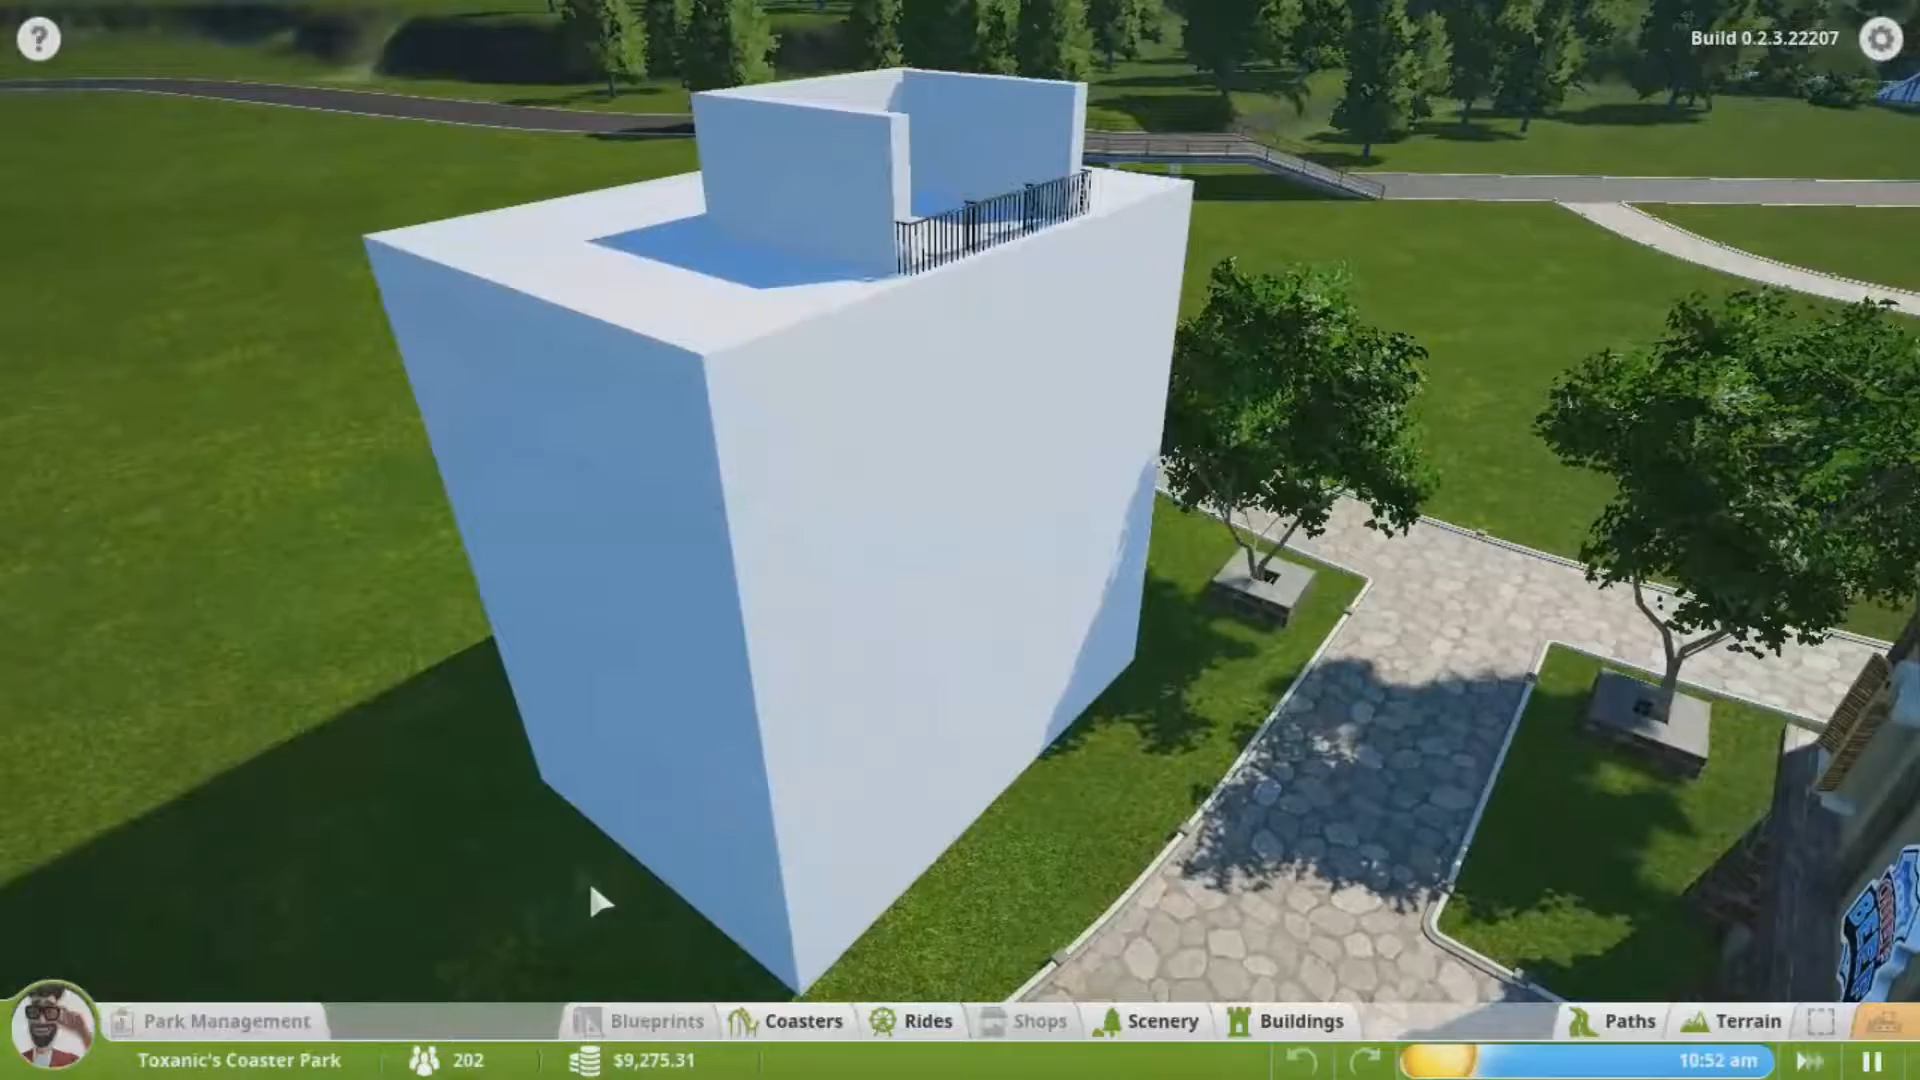 ?
Build 0.2.3.22207
Park Management
Blueprints
Coasters
Rides
Shops
Scenery
Buildings
Paths
Terrain
Toxanic's Coaster Park
202
$9,275.31
10:52 am